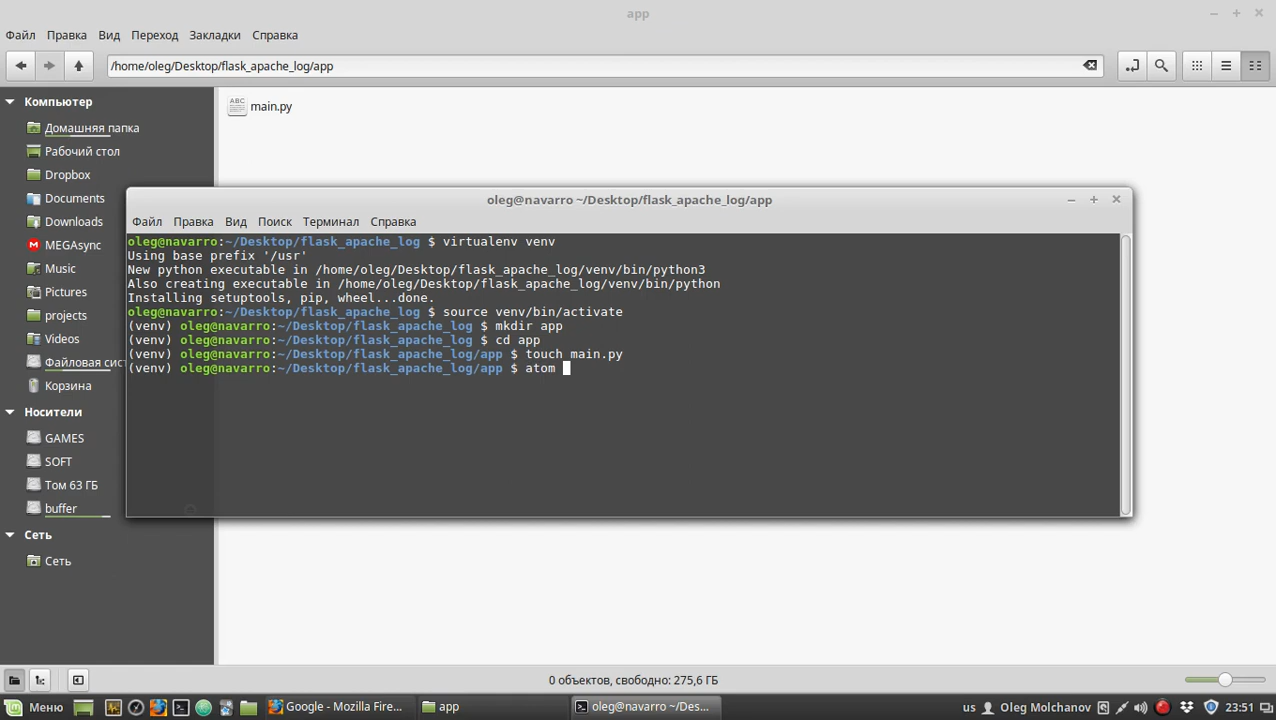 app
Файл Правка Вид Переход Закладки Справка
/home/oleg/Desktop/flask_apache_log/app
Компьютер
Домашняя папка
Рабочий стол
Dropbox
Documents
Downloads
MEGAsync
Music
Pictures
projects
Videos
Файловая сист
Корзина
Носители
GAMES
SOFT
Том 63 ГБ
buffer
Сеть
Сеть
ABC
main.py
oleg@navarro ~/Desktop/flask_apache_log/app
Файл Правка Вид Поиск Терминал Справка
oleg@navarro:~/Desktop/flask_apache_log $ virtualenv venv
Using base prefix '/usr'
New python executable in /home/oleg/Desktop/flask_apache_log/venv/bin/python3
Also creating executable in /home/oleg/Desktop/flask_apache_log/venv/bin/python
Installing setuptools, pip, wheel...done.
oleg@navarro:~/Desktop/flask_apache_log $ source venv/bin/activate
(venv) oleg@navarro:~/Desktop/flask_apache_log $ mkdir app
(venv) oleg@navarro:~/Desktop/flask_apache_log $ cd app
(venv) oleg@navarro:~/Desktop/flask_apache_log/app $ touch main.py
(venv) oleg@navarro:~/Desktop/flask_apache_log/app $ atom
0 объектов, свободно: 275,6 ГБ
Меню Google - Mozilla Fire... app oleg@navarro ~/Des... us Oleg Molchanov 23:51